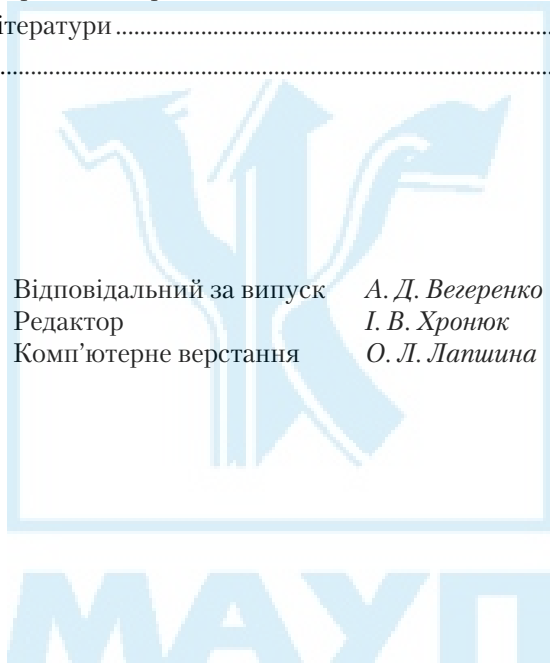 ітератури
Відповідальний за випуск А. Д. Вегеренко
Редактор І. В. Хронюк
Комп’ютерне верстання О. Л. Лапшина
МАУП